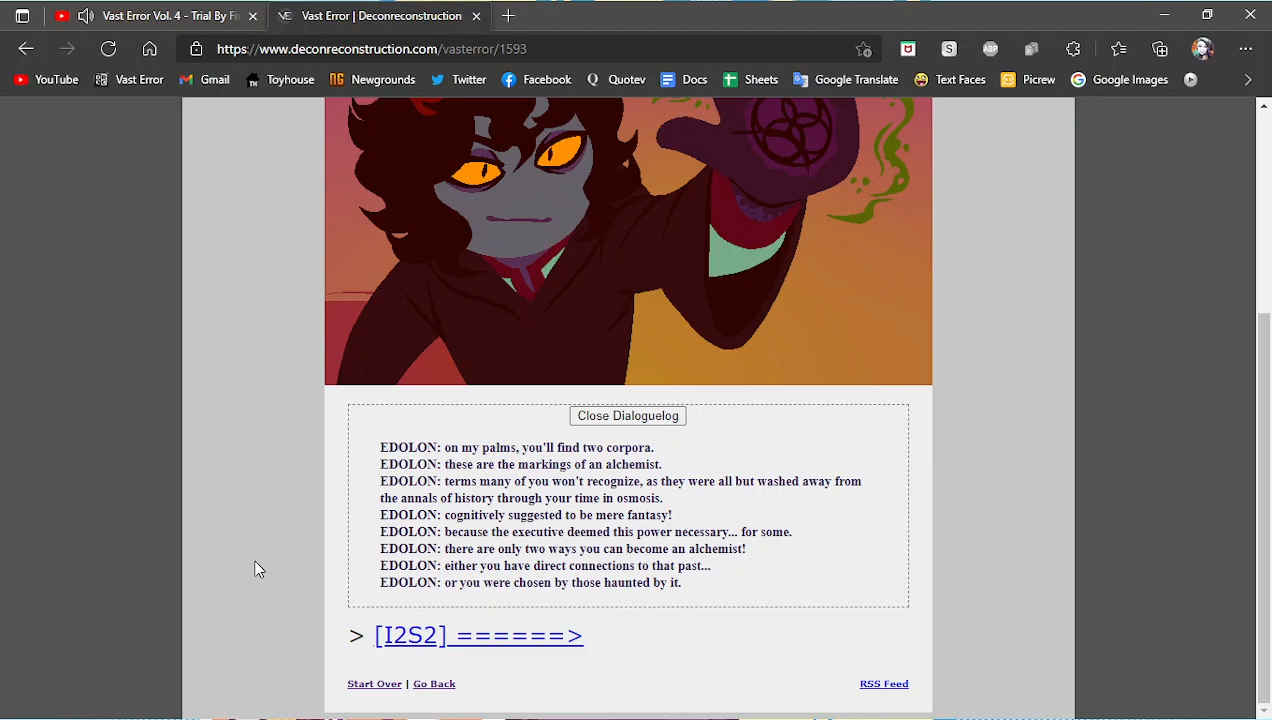 Vast Error Vol. 4 - Trial By Fi
Vast Error | Deconreconstruction
https://www.deconreconstruction.com/vasterror/1593
YouTube Vast Error Gmail Toyhouse Newgrounds Twitter Facebook Quotev Docs Sheets Google Translate Text Faces Picrew Google Images
Close Dialoguelog
EDOLON: on my palms, you'll find two corpora.
EDOLON: these are the markings of an alchemist.
EDOLON: terms many of you won't recognize, as they were all but washed away from
the annals of history through your time in osmosis.
EDOLON: cognitively suggested to be mere fantasy!
EDOLON: because the executive deemed this power necessary... for some.
EDOLON: there are only two ways you can become an alchemist!
EDOLON: either you have direct connections to that past...
EDOLON: or you were chosen by those haunted by it.
> [I2S2] ======>
Start Over | Go Back RSS Feed